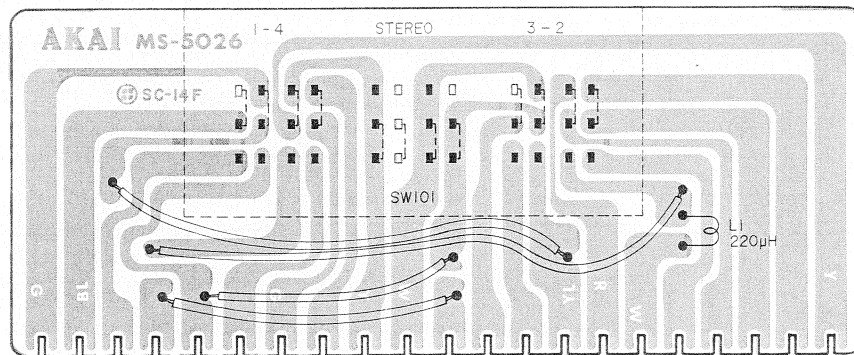 AKAI MS-5026
1-4 STEREO 3-2
SC-14F
SW101
L1
220μH
G
BL
YL
R
W
Y